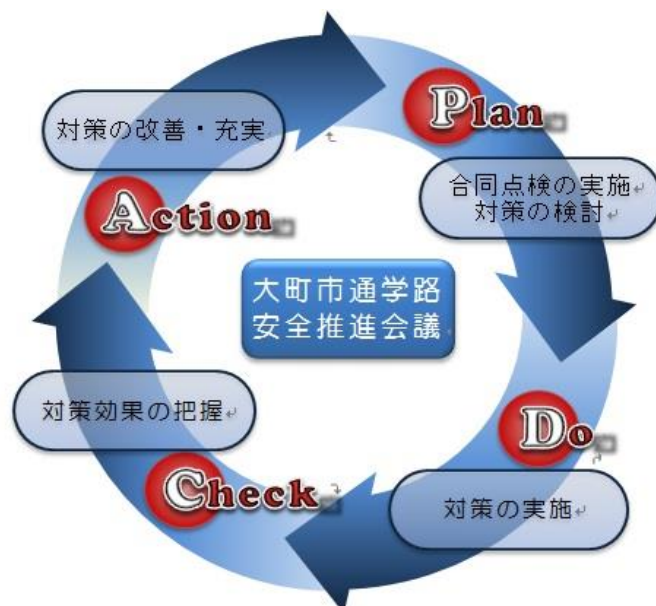 Plan
合同点検の実施
対策の検討
Do
対策の実施
Check
対策効果の把握
Action
対策の改善・充実
大町市通学路
安全推進会議